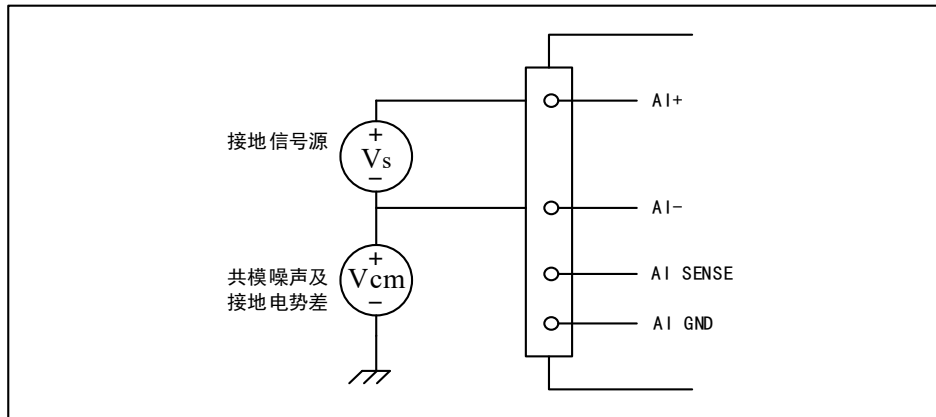 AI+
接地信号源
+
Vs
−
AI−
共模噪声及
接地电势差
+
Vcm
−
AI SENSE
AI GND